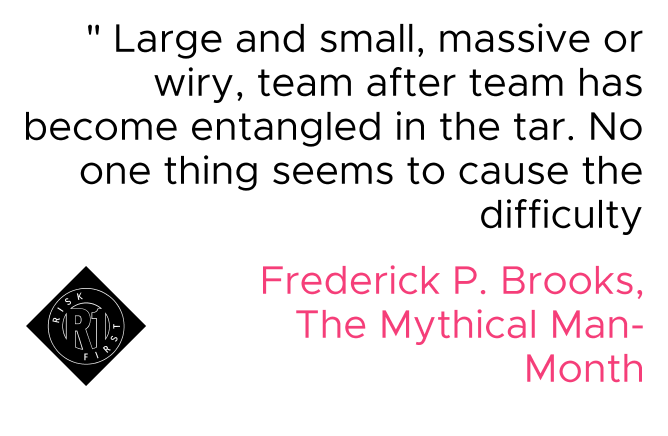 " Large and small, massive or
wiry, team after team has
become entangled in the tar. No
one thing seems to cause the
difficulty
Frederick P. Brooks,
The Mythical Man-
Month
RISK
R1
FIRST